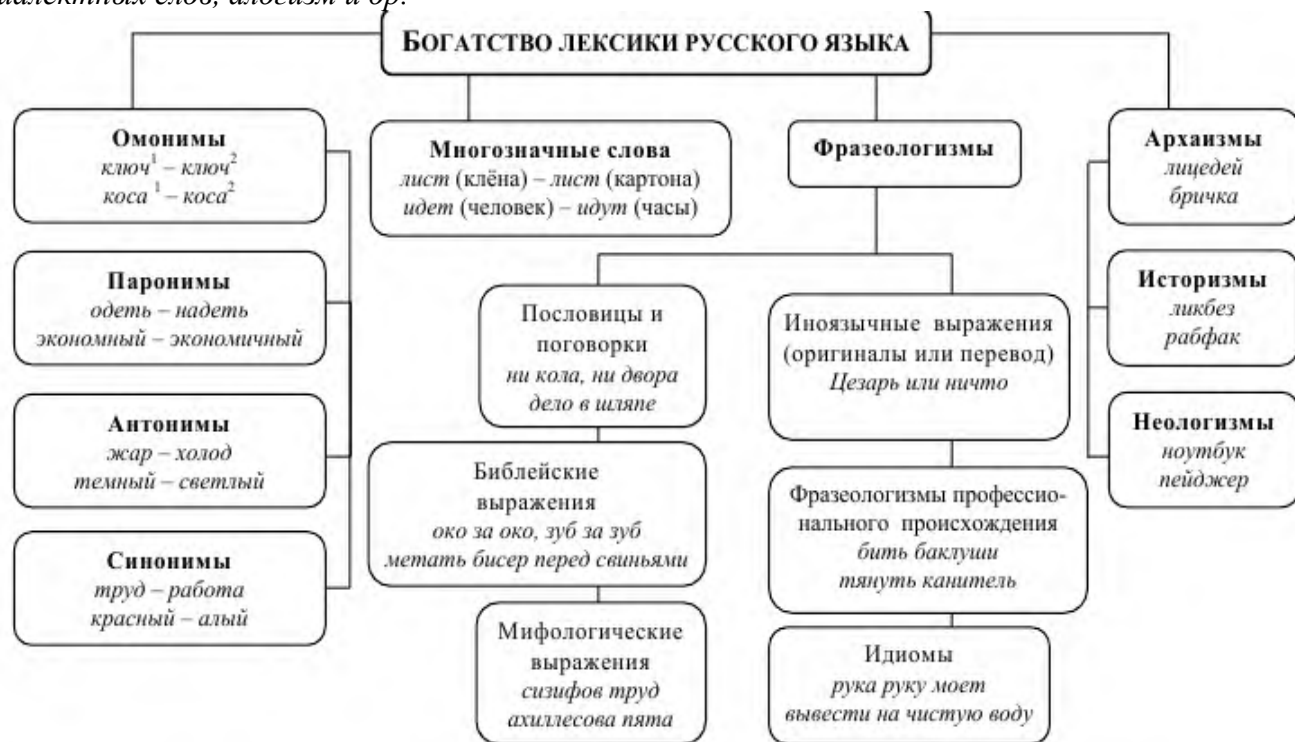 диалектных слов, алогизм и др.
БОГАТСТВО ЛЕКСИКИ РУССКОГО ЯЗЫКА
Омонимы
ключ¹ – ключ²
коса ¹ – коса²
Паронимы
одеть – надеть
экономный – экономичный
Антонимы
жар – холод
темный – светлый
Синонимы
труд – работа
красный – алый
Многозначные слова
лист (клёна) – лист (картона)
идет (человек) – идут (часы)
Фразеологизмы
Пословицы и
поговорки
ни кола, ни двора
дело в шляпе
Библейские
выражения
око за око, зуб за зуб
метать бисер перед свиньями
Мифологические
выражения
сизифов труд
ахиллесова пята
Иноязычные выражения
(оригиналы или перевод)
Цезарь или ничто
Фразеологизмы профессио-
нального происхождения
бить баклуши
тянуть канитель
Идиомы
рука руку моет
вывести на чистую воду
Архаизмы
лицедей
бричка
Историзмы
ликбез
рабфак
Неологизмы
ноутбук
пейджер